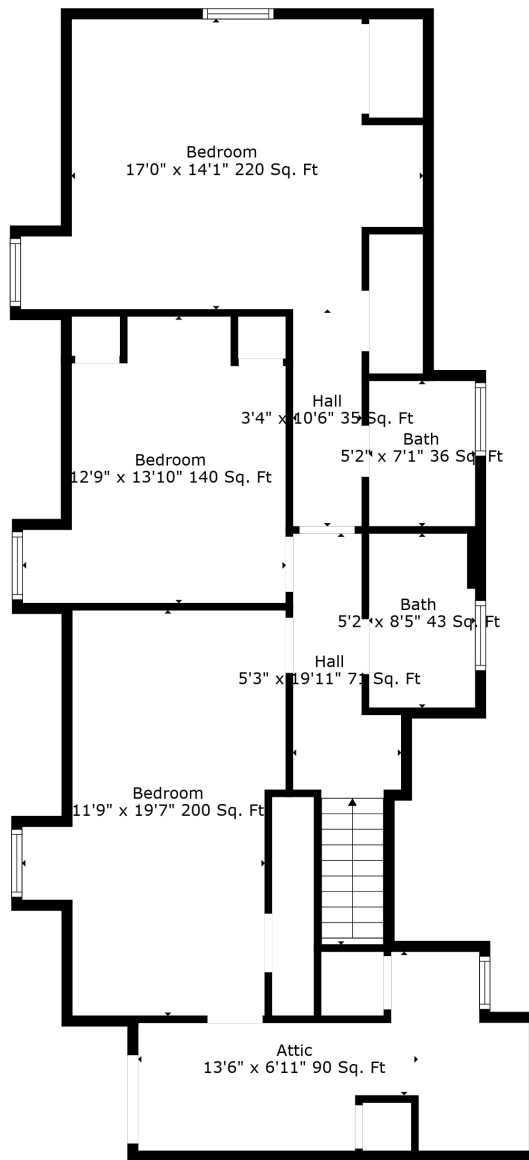 Bedroom
17'0" x 14'1" 220 Sq. Ft
Hall
3'4" x 10'6" 35 Sq. Ft
Bath
5'2" x 7'1" 36 Sq. Ft
Bedroom
12'9" x 13'10" 140 Sq. Ft
Bath
5'2" x 8'5" 43 Sq. Ft
Hall
5'3" x 19'11" 71 Sq. Ft
Bedroom
11'9" x 19'7" 200 Sq. Ft
Attic
13'6" x 6'11" 90 Sq. Ft